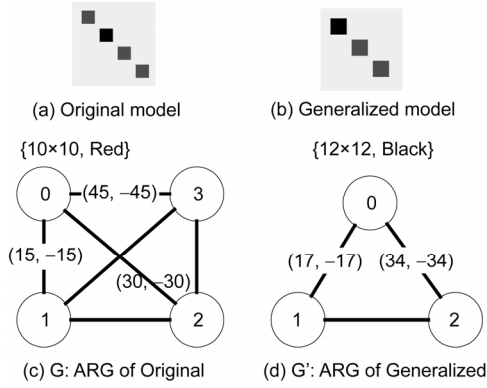 (a) Original model
(b) Generalized model
{10×10, Red}
0
(45, −45)
3
(15, −15)
(30, −30)
1
2
(c) G: ARG of Original
{12×12, Black}
0
(17, −17)
(34, −34)
1
2
(d) G’: ARG of Generalized